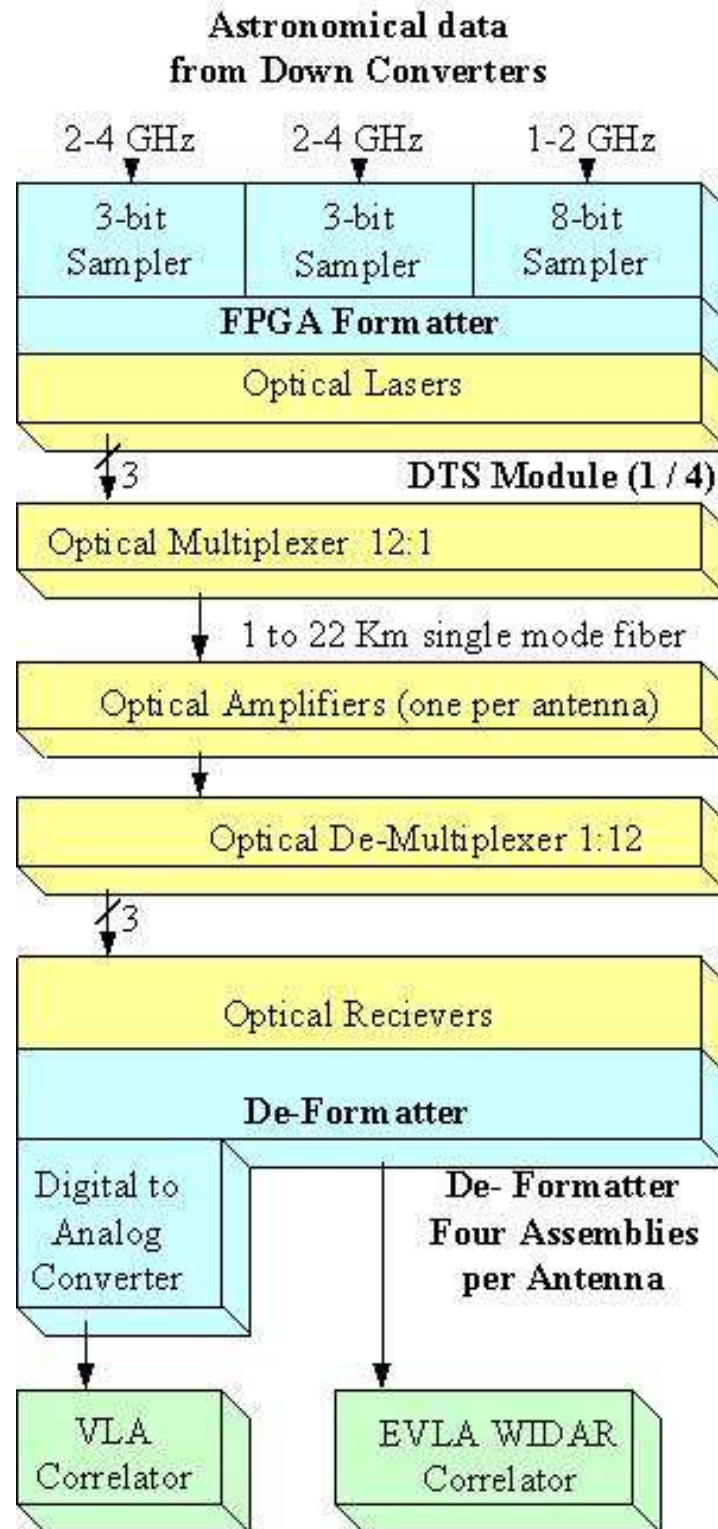 Astronomical data
from Down Converters
2-4 GHz 2-4 GHz 1-2 GHz
3-bit
Sampler
3-bit
Sampler
8-bit
Sampler
FPGA Formatter
Optical Lasers
3
DTS Module (1 / 4)
Optical Multiplexer 12:1
1 to 22 Km single mode fiber
Optical Amplifiers (one per antenna)
Optical De-Multiplexer 1:12
3
Optical Recievers
De-Formatter
Digital to
Analog
Converter
De- Formatter
Four Assemblies
per Antenna
VLA
Correlator
EVLA WIDAR
Correlator